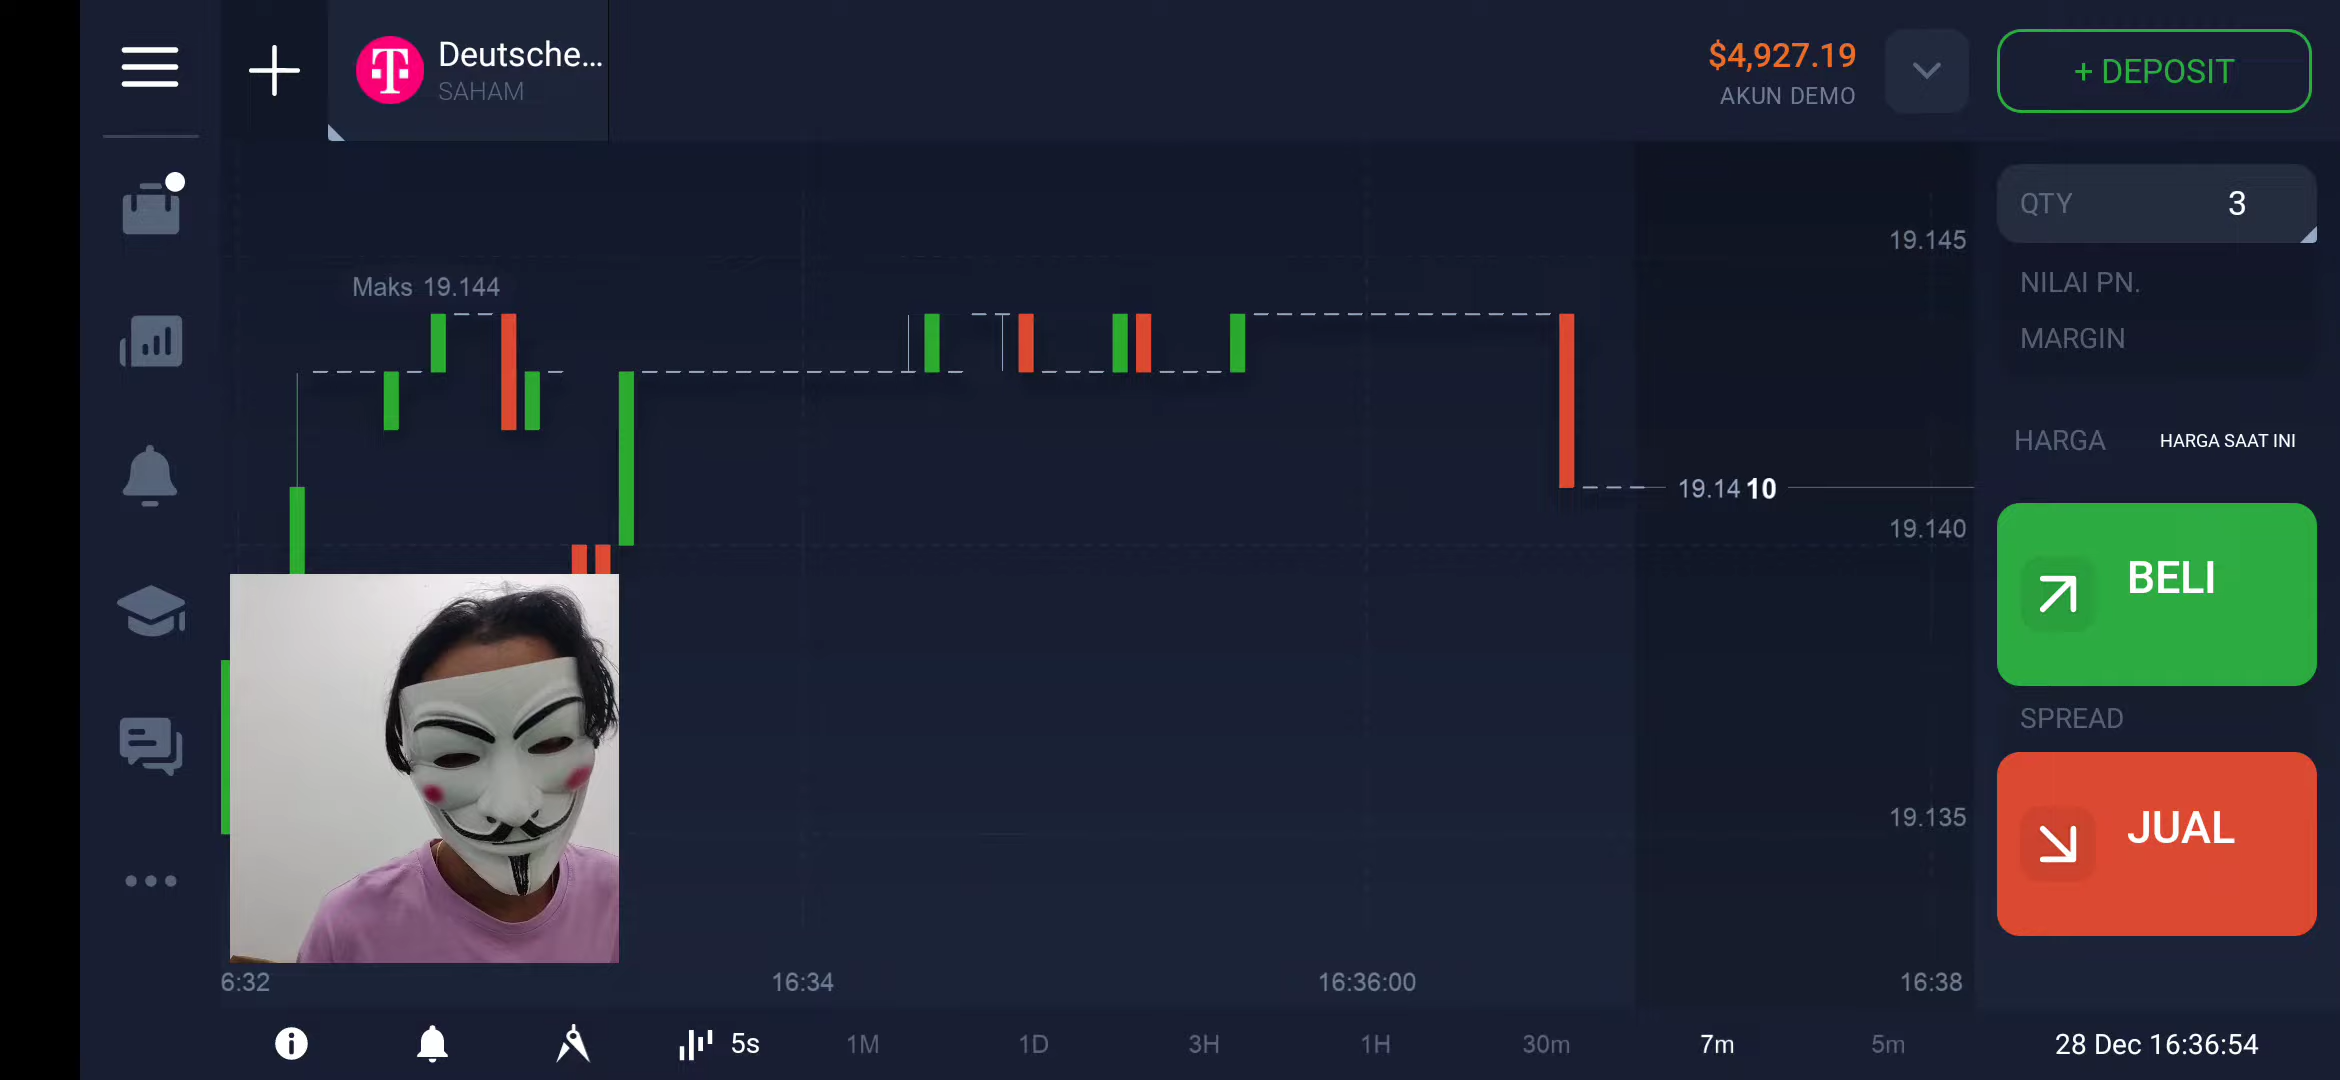 Deutsche...
SAHAM
$4,927.19
AKUN DEMO
+ DEPOSIT
QTY 3
NILAI PN.
MARGIN
HARGA HARGA SAAT INI
BELI
SPREAD
JUAL
Maks 19.144
19.145
19.1410
19.140
19.135
6:32 16:34 16:36:00 16:38
5s 1M 1D 3H 1H 30m 7m 5m 28 Dec 16:36:54